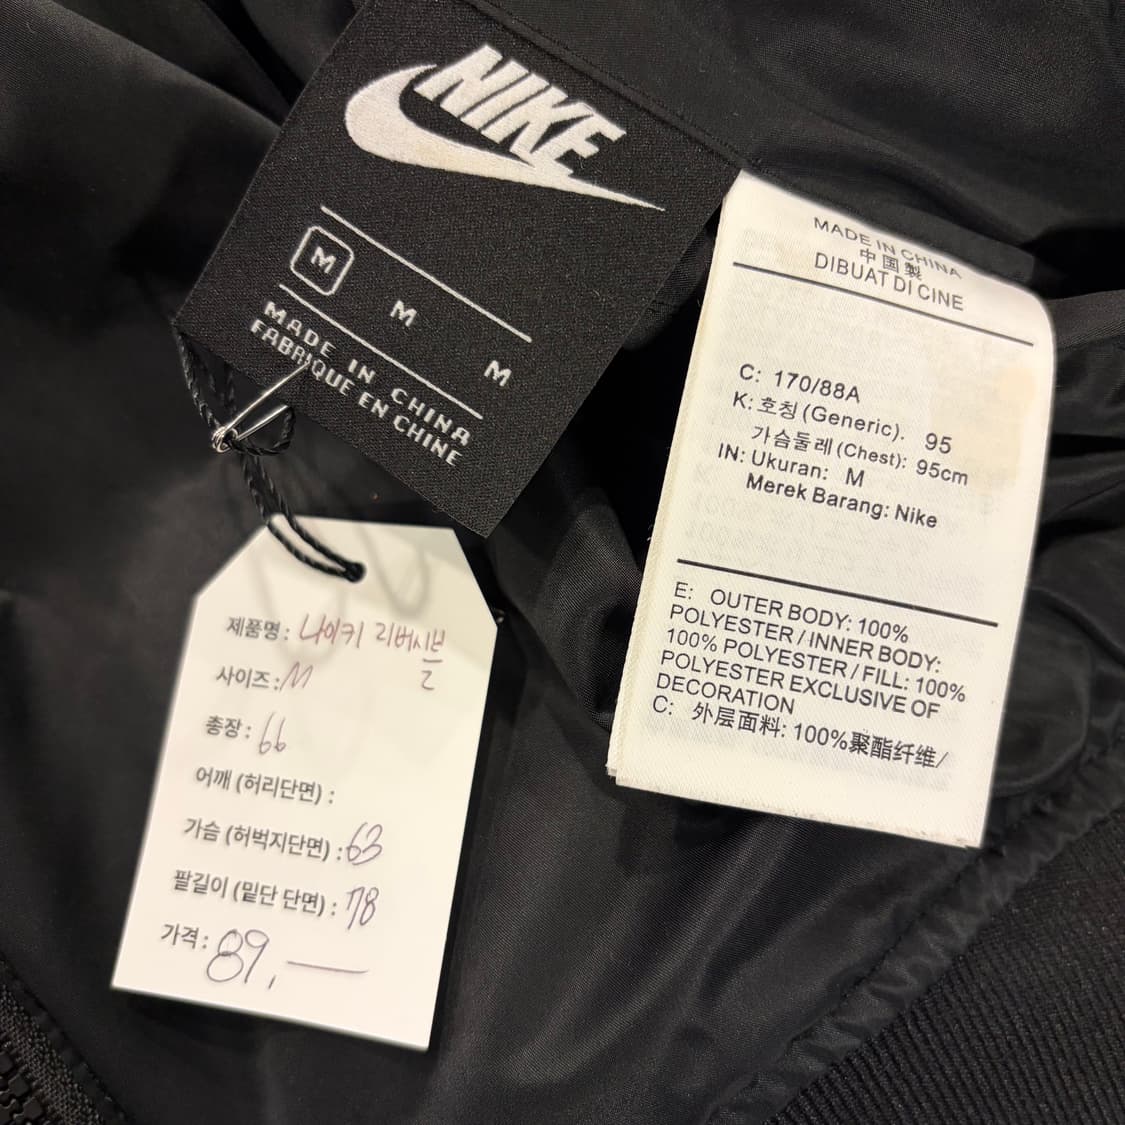 NIKE
M
M
M
MADE IN CHINA
FABRIQUE EN CHINE
MADE IN CHINA
中国製
DIBUAT DI CINE
C: 170/88A
K: 호칭 (Generic). 95
가슴둘레 (Chest): 95cm
IN: Ukuran: M
Merek Barang: Nike
E: OUTER BODY: 100%
POLYESTER / INNER BODY:
100% POLYESTER / FILL: 100%
POLYESTER EXCLUSIVE OF
DECORATION
C: 外层面料: 100%聚酯纤维/
제품명: 나이키 리버시블
사이즈: M
총장: 66
어깨 (허리단면) :
가슴 (허벅지단면) : 63
팔길이 (밑단 단면) : 78
가격: 89,—